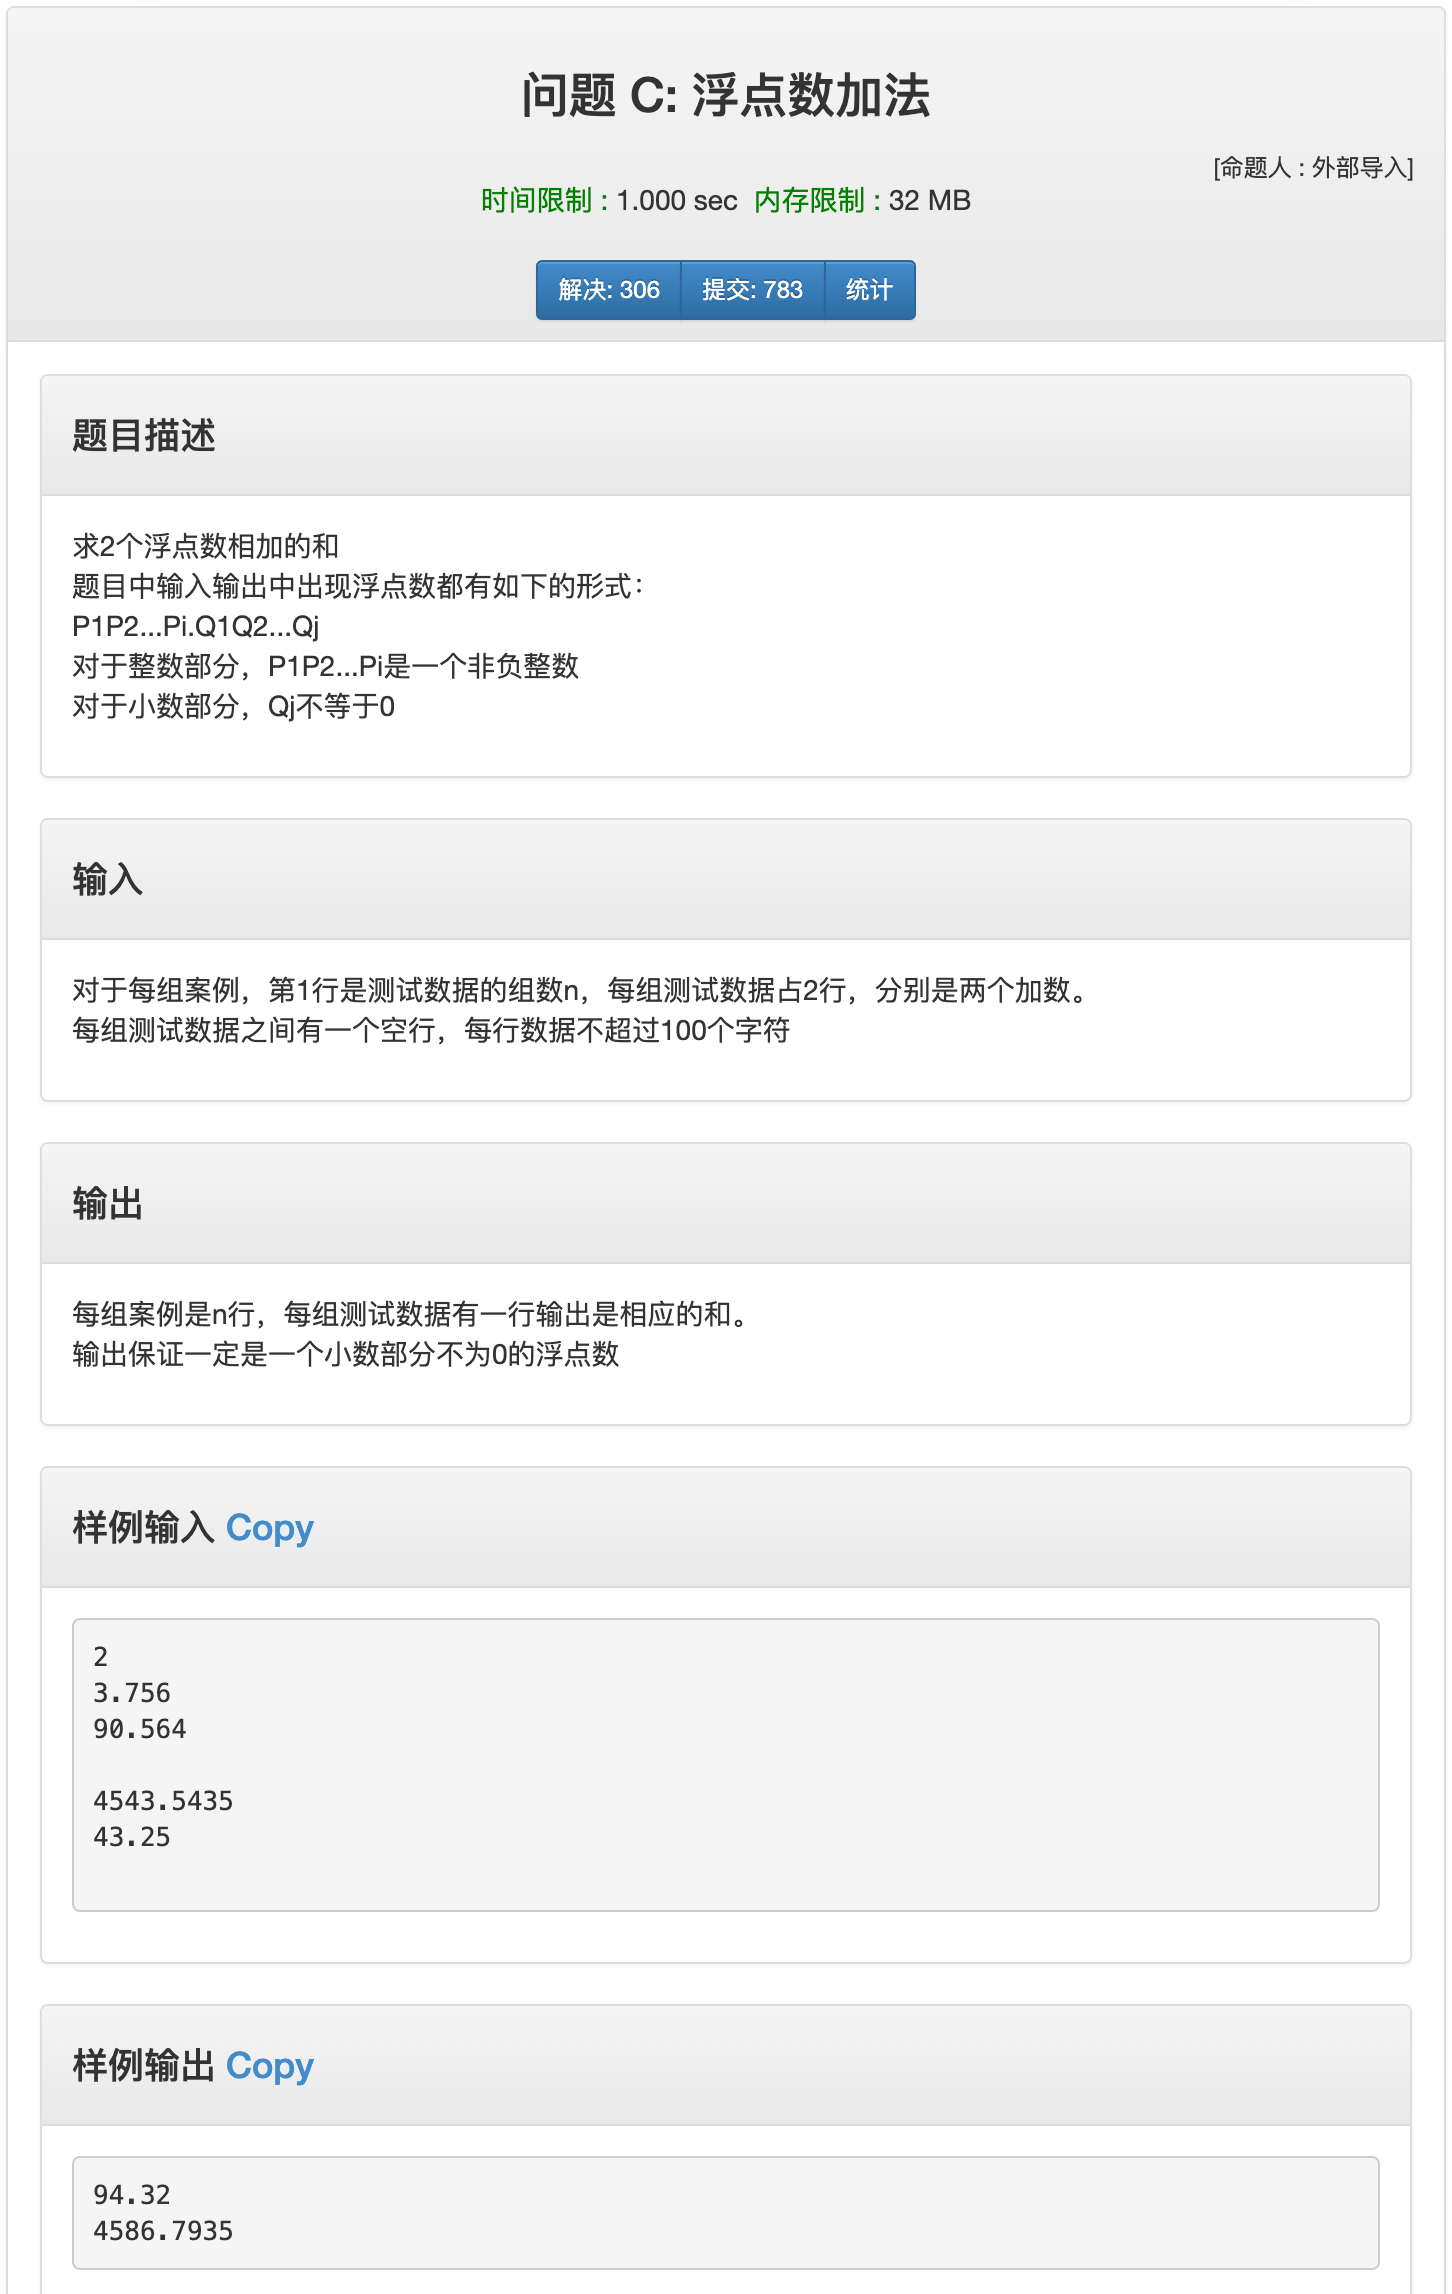 问题 C: 浮点数加法
[命题人 : 外部导入]
时间限制 : 1.000 sec 内存限制 : 32 MB
解决: 306 提交: 783 统计
题目描述
求2个浮点数相加的和
题目中输入输出中出现浮点数都有如下的形式：
P1P2...Pi.Q1Q2...Qj
对于整数部分，P1P2...Pi是一个非负整数
对于小数部分，Qj不等于0
输入
对于每组案例，第1行是测试数据的组数n，每组测试数据占2行，分别是两个加数。
每组测试数据之间有一个空行，每行数据不超过100个字符
输出
每组案例是n行，每组测试数据有一行输出是相应的和。
输出保证一定是一个小数部分不为0的浮点数
样例输入 Copy
2
3.756
90.564
4543.5435
43.25
样例输出 Copy
94.32
4586.7935